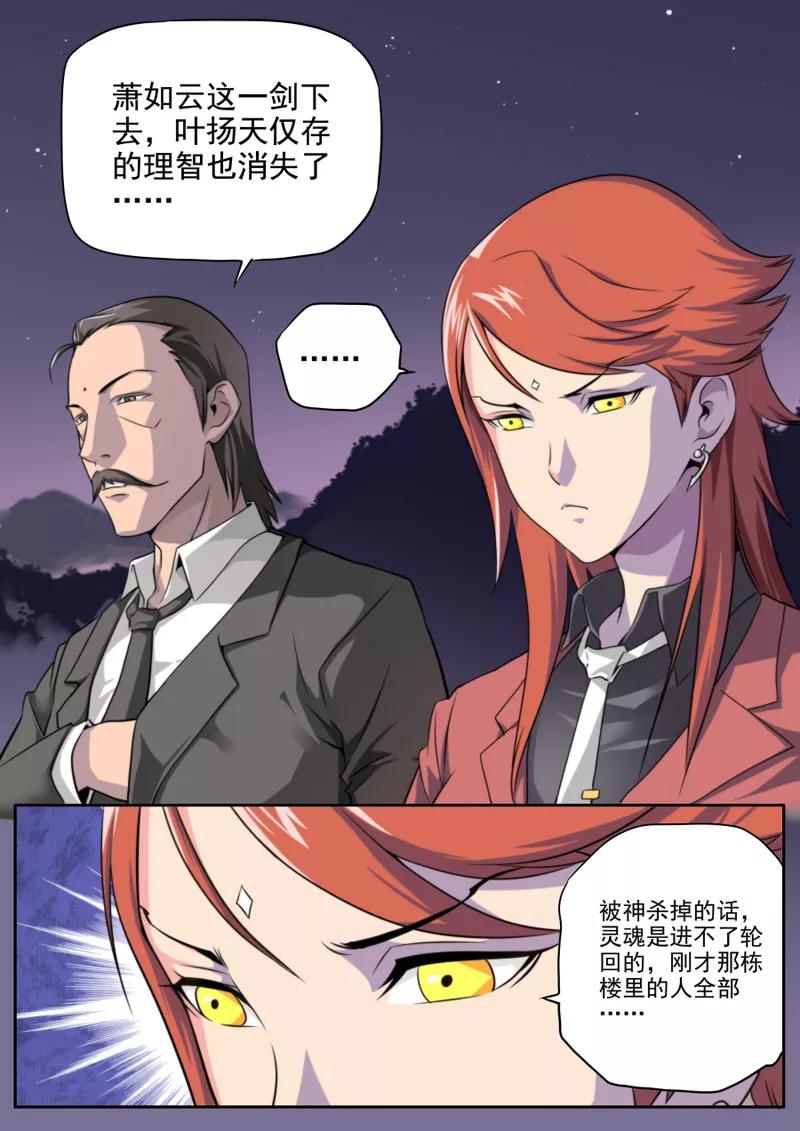 萧如云这一剑下
去，叶扬天仅存
的理智也消失了
……
……
被神杀掉的话，
灵魂是进不了轮
回的，刚才那栋
楼里的人全部
……